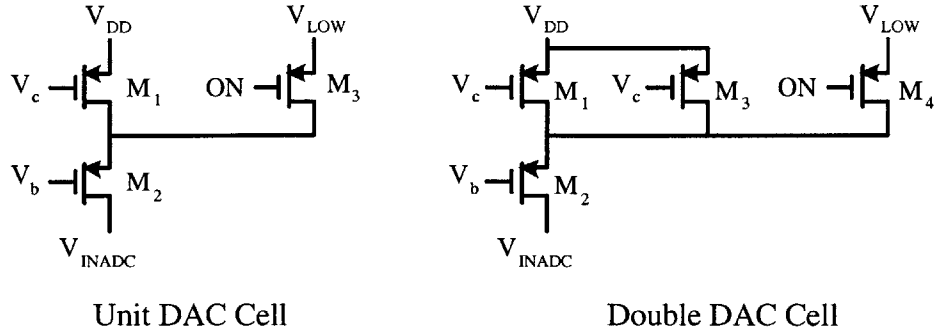 V_DD V_LOW V_DD V_LOW
V_c M_1 ON M_3 V_c M_1 V_c M_3 ON M_4
V_b M_2 V_b M_2
V_INADC V_INADC
Unit DAC Cell Double DAC Cell